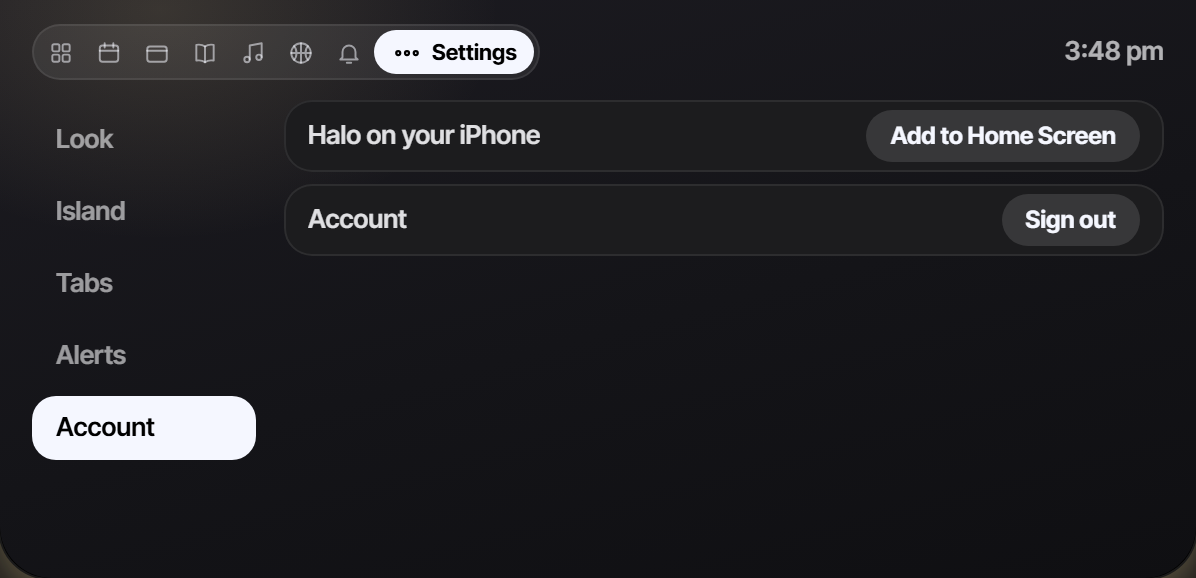 Settings
3:48 pm
Look
Halo on your iPhone
Add to Home Screen
Island
Account
Sign out
Tabs
Alerts
Account